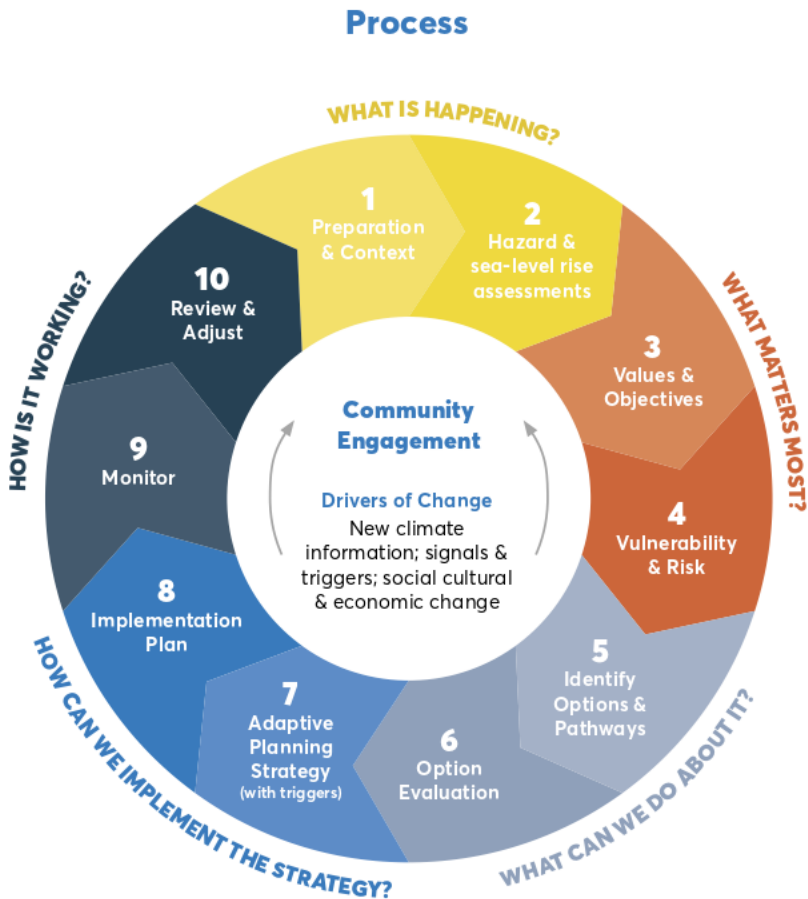 Process
WHAT IS HAPPENING?
1
Preparation
& Context
2
Hazard &
sea-level rise
assessments
WHAT MATTERS MOST?
3
Values &
Objectives
4
Vulnerability
& Risk
WHAT CAN WE DO ABOUT IT?
5
Identify
Options &
Pathways
6
Option
Evaluation
HOW CAN WE IMPLEMENT THE STRATEGY?
7
Adaptive
Planning
Strategy
(with triggers)
8
Implementation
Plan
HOW IS IT WORKING?
9
Monitor
10
Review &
Adjust
Community
Engagement
Drivers of Change
New climate
information; signals &
triggers; social cultural
& economic change